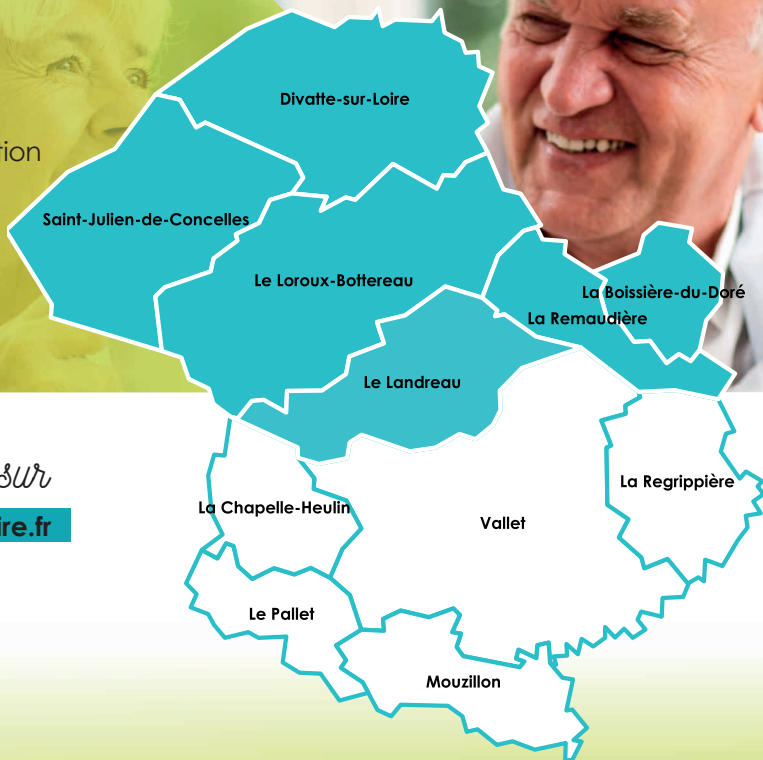 Divatte-sur-Loire
tion
Saint-Julien-de-Concelles
Le Loroux-Bottereau
La Boissière-du-Doré
La Remaudière
Le Landreau
sur
ire.fr
La Regrippière
La Chapelle-Heulin
Vallet
Le Pallet
Mouzillon